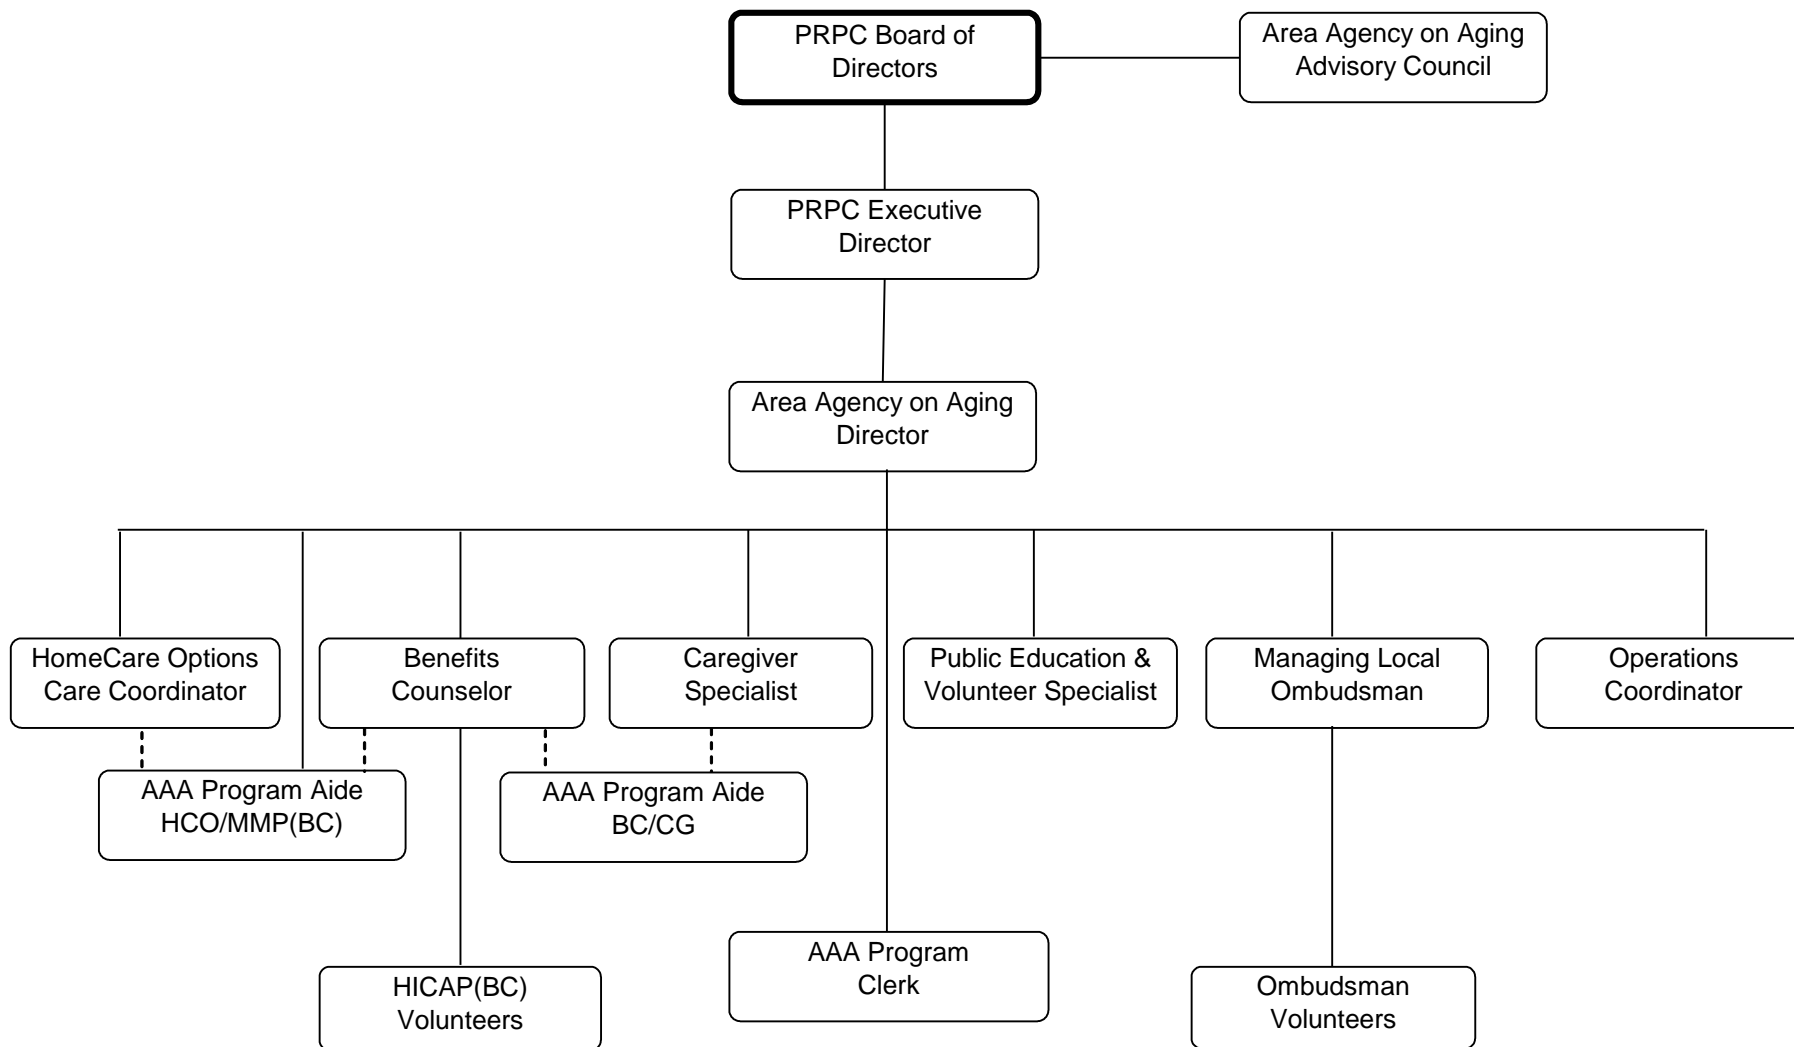 PRPC Board of
Directors
Area Agency on Aging
Advisory Council
PRPC Executive
Director
Area Agency on Aging
Director
HomeCare Options
Care Coordinator
Benefits
Counselor
Caregiver
Specialist
Public Education &
Volunteer Specialist
Managing Local
Ombudsman
Operations
Coordinator
AAA Program Aide
HCO/MMP(BC)
AAA Program Aide
BC/CG
AAA Program
Clerk
HICAP(BC)
Volunteers
Ombudsman
Volunteers